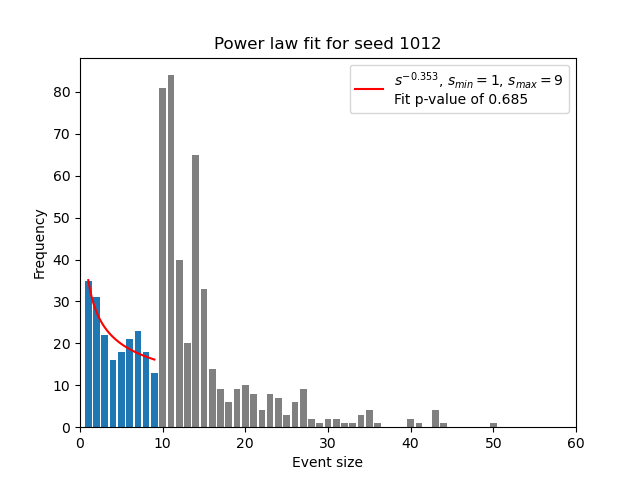 Power law fit for seed 1012
s^{-0.353}, s_{min} = 1, s_{max} = 9
Fit p-value of 0.685
Frequency
80
70
60
50
40
30
20
10
0
0 10 20 30 40 50 60
Event size